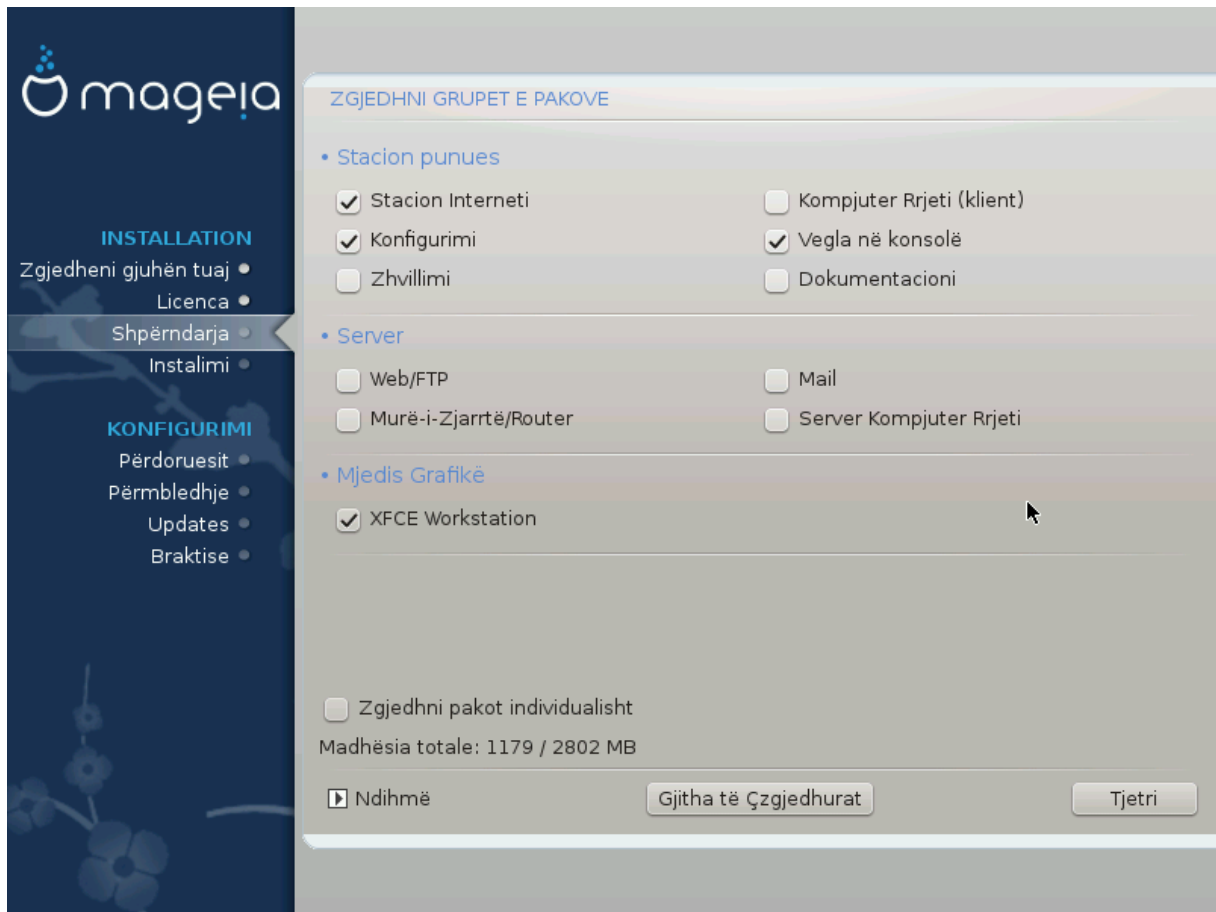 mageia
INSTALLATION
Zgjedheni gjuhën tuaj
Licenca
Shpërndarja
Instalimi
KONFIGURIMI
Përdoruesit
Përmbledhje
Updates
Braktise
ZGJEDHNI GRUPET E PAKOVE
• Stacion punues
Stacion Interneti
Kompjuter Rrjeti (klient)
Konfigurimi
Vegla në konsolë
Zhvillimi
Dokumentacioni
• Server
Web/FTP
Mail
Murë-i-Zjarrtë/Router
Server Kompjuter Rrjeti
• Mjedis Grafikë
XFCE Workstation
Zgjedhni pakot individualisht
Madhësia totale: 1179 / 2802 MB
Ndihmë
Gjitha të Çzgjedhurat
Tjetri